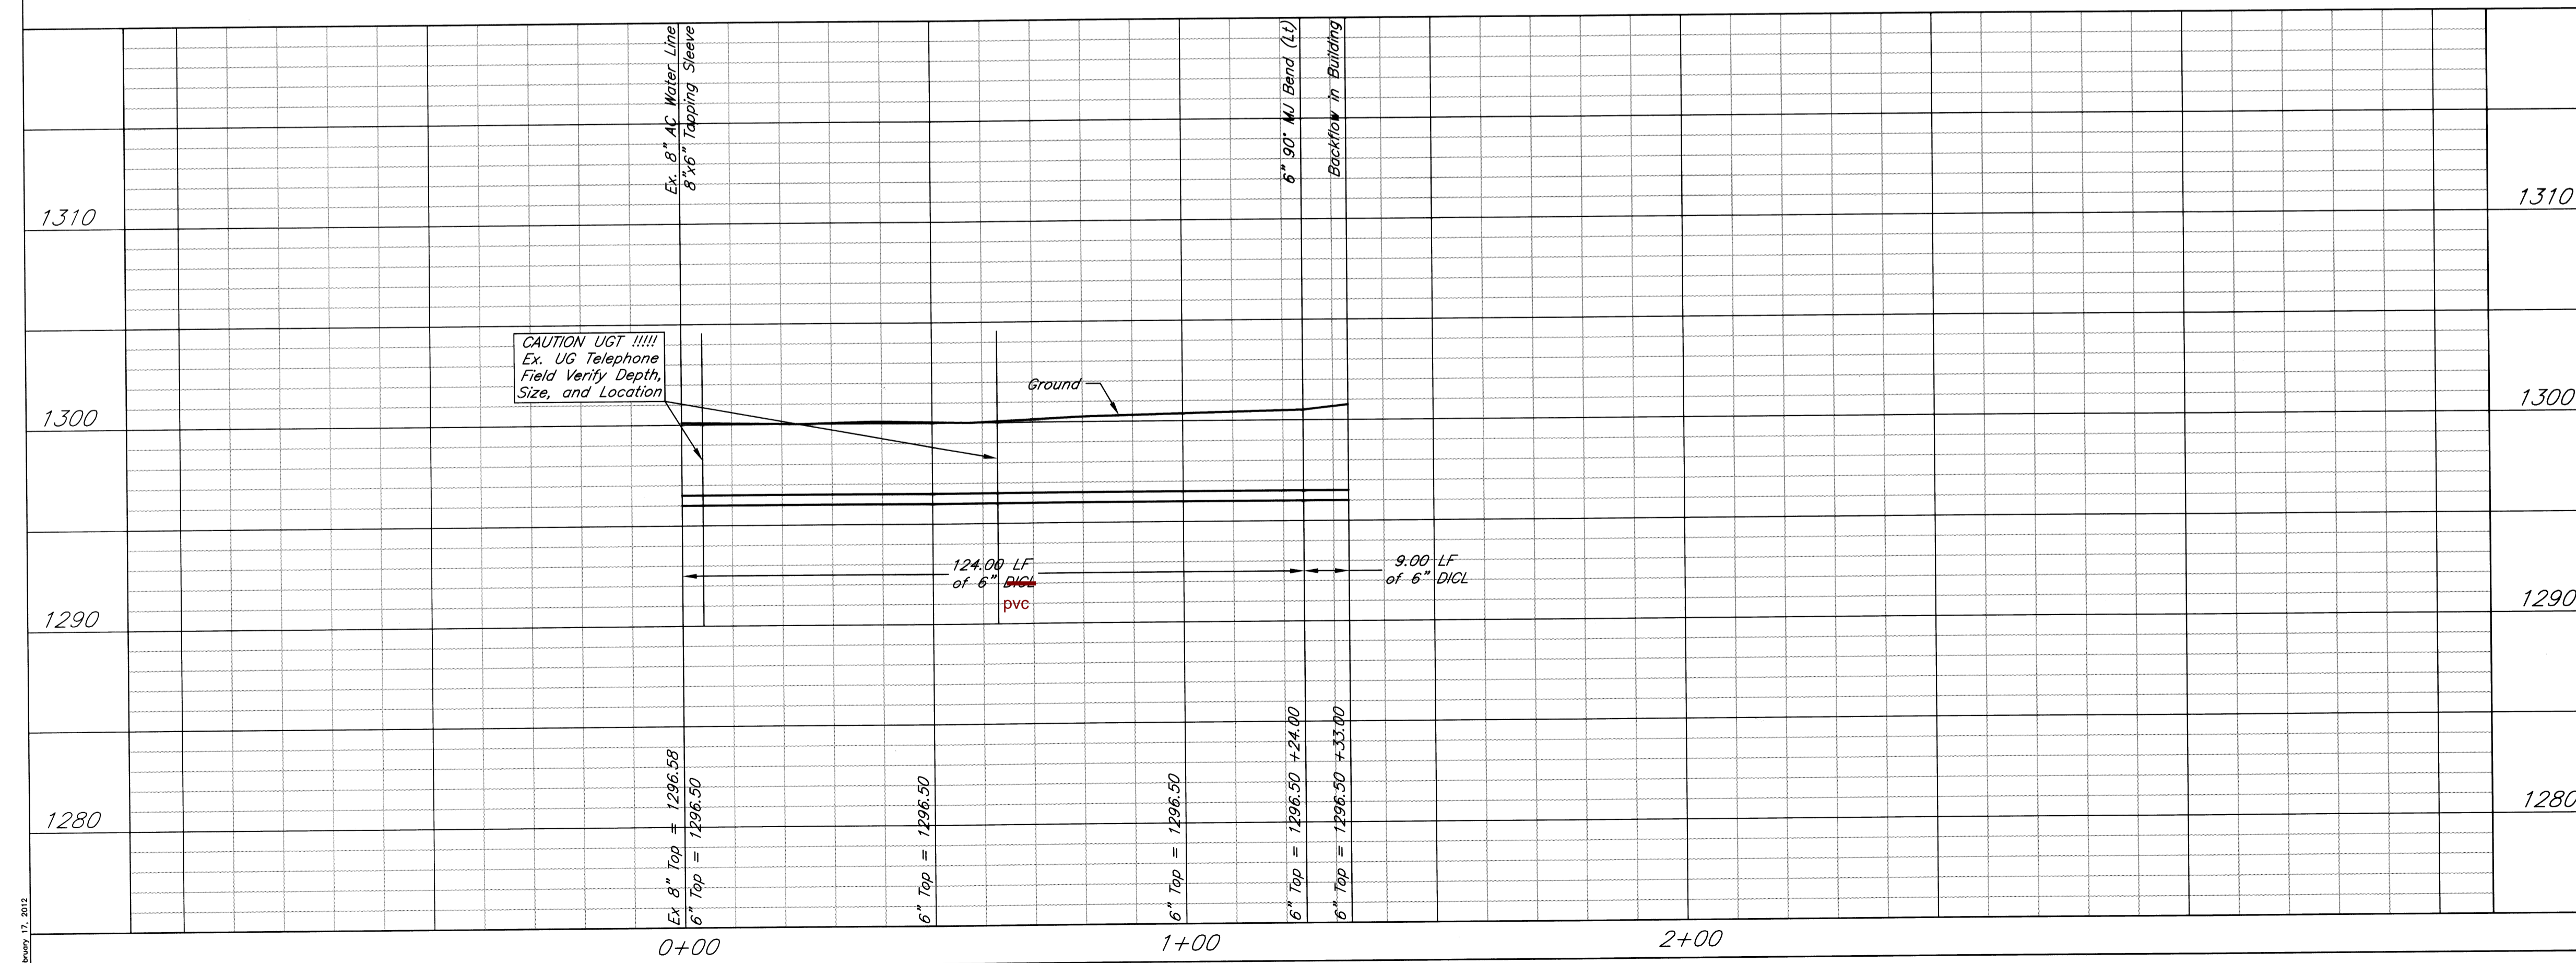 Ex. 8" AC Water Line
8"x6" Tapping Sleeve
6" 90° MJ Bend (Lt)
Backflow in Building
1310
1310
CAUTION UGT !!!!!
Ex. UG Telephone
Field Verify Depth,
Size, and Location
Ground
1300
1300
124.00 LF
of 6" DICL
pvc
9.00 LF
of 6" DICL
1290
1290
Ex 8" Top = 1296.58
6" Top = 1296.50
6" Top = 1296.50
6" Top = 1296.50
6" Top = 1296.50 +24.00
6" Top = 1296.50 +33.00
1280
1280
0+00
1+00
2+00
bruary 17, 2012